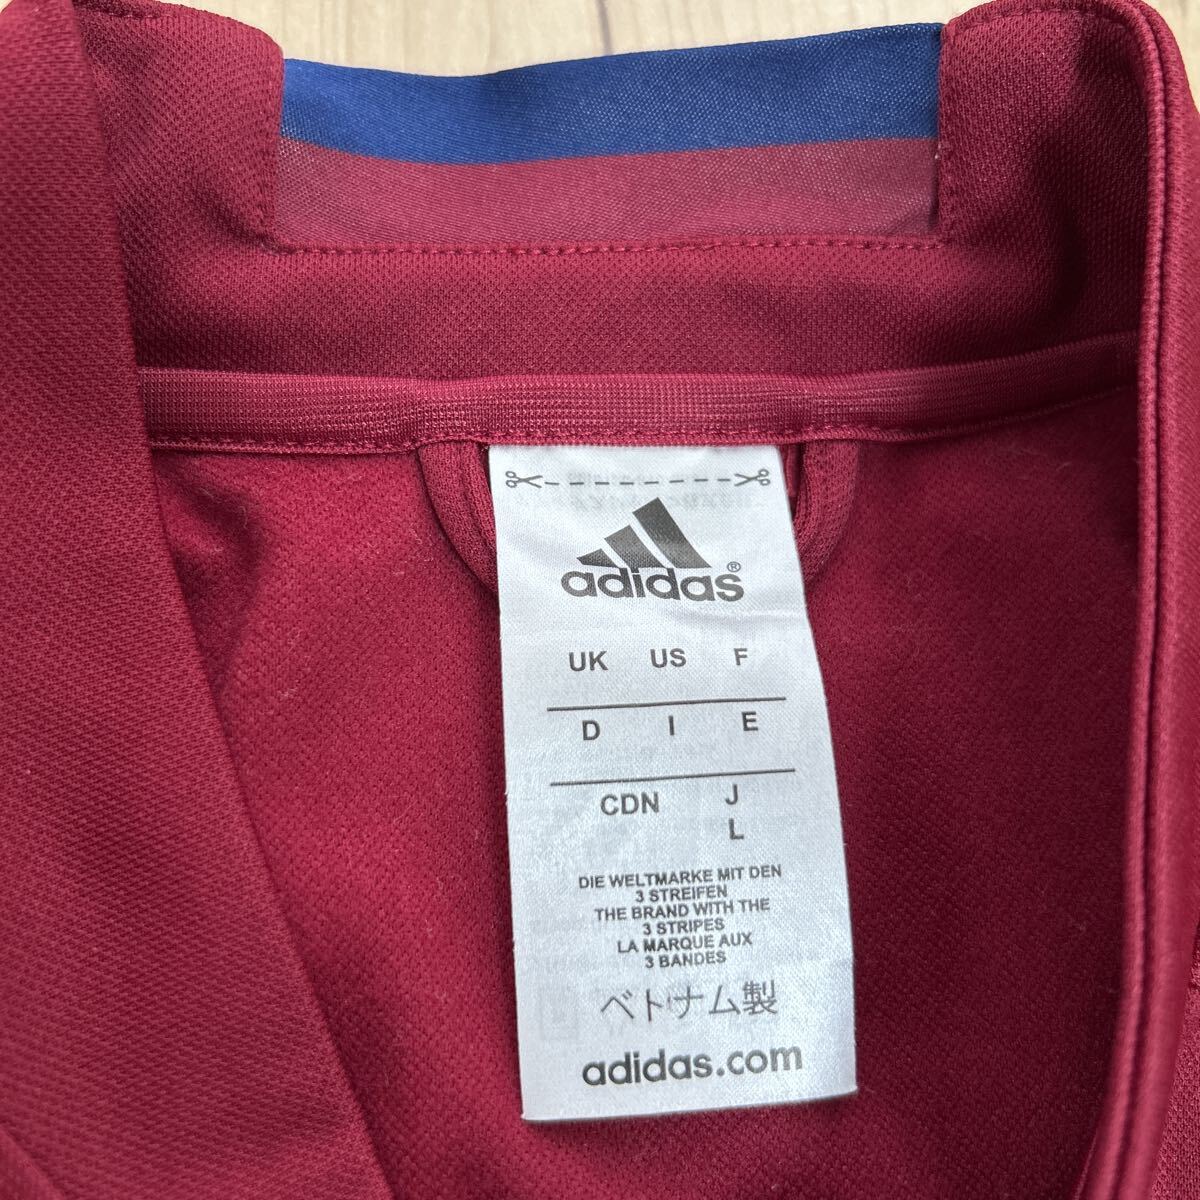 adidas®
UK US F
D I E
CDN J
L
DIE WELTMARKE MIT DEN
3 STREIFEN
THE BRAND WITH THE
3 STRIPES
LA MARQUE AUX
3 BANDES
ベトナム製
adidas.com